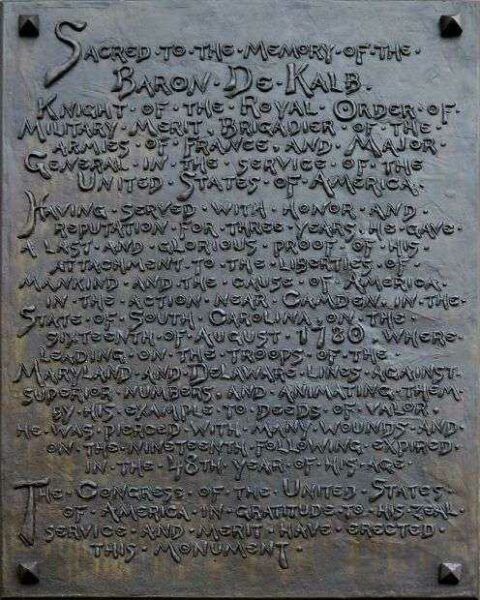 SACRED·TO·THE·MEMORY·OF·THE·
BARON·DE·KALB.
KNIGHT·OF·THE·ROYAL·ORDER·OF·
MILITARY·MERIT, BRIGADIER·OF·THE·
ARMIES·OF·FRANCE, AND·MAJOR·
GENERAL·IN·THE·SERVICE·OF·THE
UNITED·STATES·OF·AMERICA.
HAVING·SERVED·WITH·HONOR·AND·
REPUTATION·FOR·THREE·YEARS, HE·GAVE·
A·LAST·AND·GLORIOUS·PROOF·OF·HIS·
ATTACHMENT·TO·THE·LIBERTIES·OF·
MANKIND·AND·THE·CAUSE·OF·AMERICA·
IN·THE·ACTION·NEAR·CAMDEN, IN·THE·
STATE·OF·SOUTH·CAROLINA, ON·THE·
SIXTEENTH·OF·AUGUST·1780, WHERE·
LEADING·ON·THE·TROOPS·OF·THE·
MARYLAND·AND·DELAWARE·LINES·AGAINST·
SUPERIOR·NUMBERS, AND·ANIMATING·THEM·
BY·HIS·EXAMPLE·TO·DEEDS·OF·VALOR,
HE·WAS·PIERCED·WITH·MANY·WOUNDS·AND·
ON·THE·NINETEENTH·FOLLOWING·EXPIRED,
IN·THE·48TH·YEAR·OF·HIS·AGE·
THE·CONGRESS·OF·THE·UNITED·STATES·
OF·AMERICA·IN·GRATITUDE·TO·HIS·ZEAL·
SERVICE·AND·MERIT·HAVE·ERECTED·
THIS·MONUMENT·